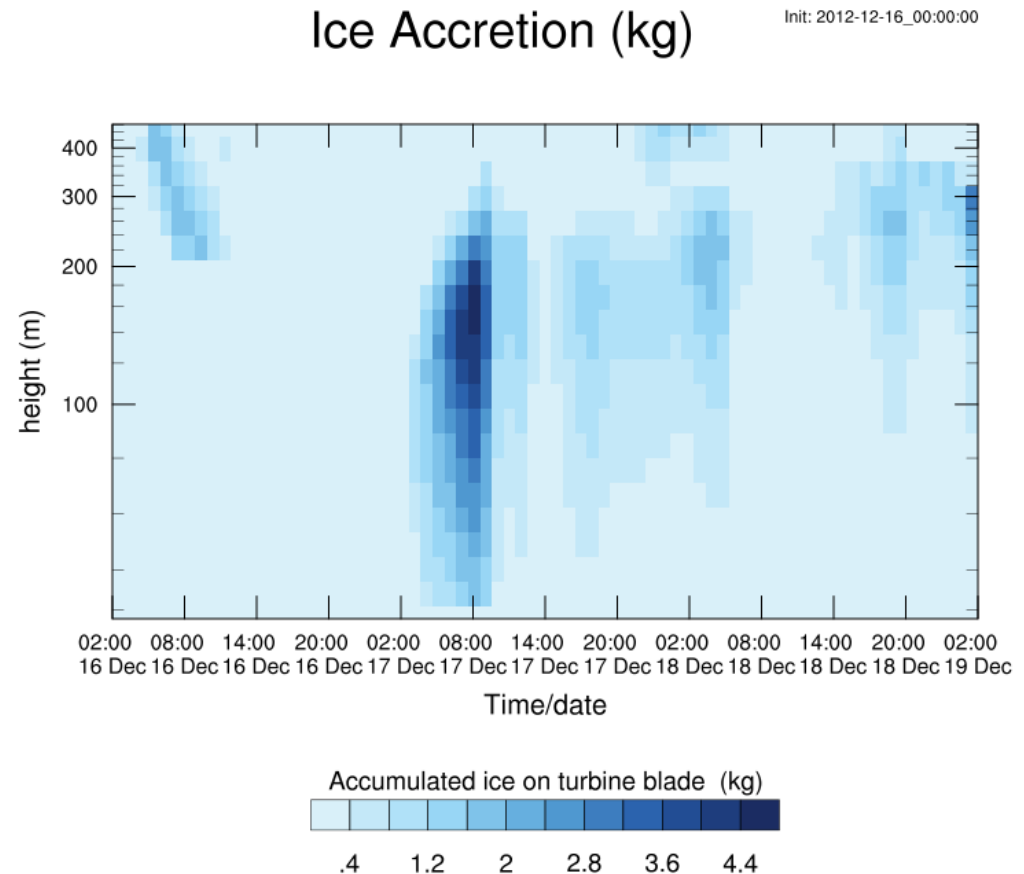 Ice Accretion (kg)
Init: 2012-12-16_00:00:00
400
300
200
100
height (m)
02:00 08:00 14:00 20:00 02:00 08:00 14:00 20:00 02:00 08:00 14:00 20:00 02:00
16 Dec 16 Dec 16 Dec 16 Dec 17 Dec 17 Dec 17 Dec 17 Dec 18 Dec 18 Dec 18 Dec 18 Dec 19 Dec
Time/date
Accumulated ice on turbine blade (kg)
.4 1.2 2 2.8 3.6 4.4